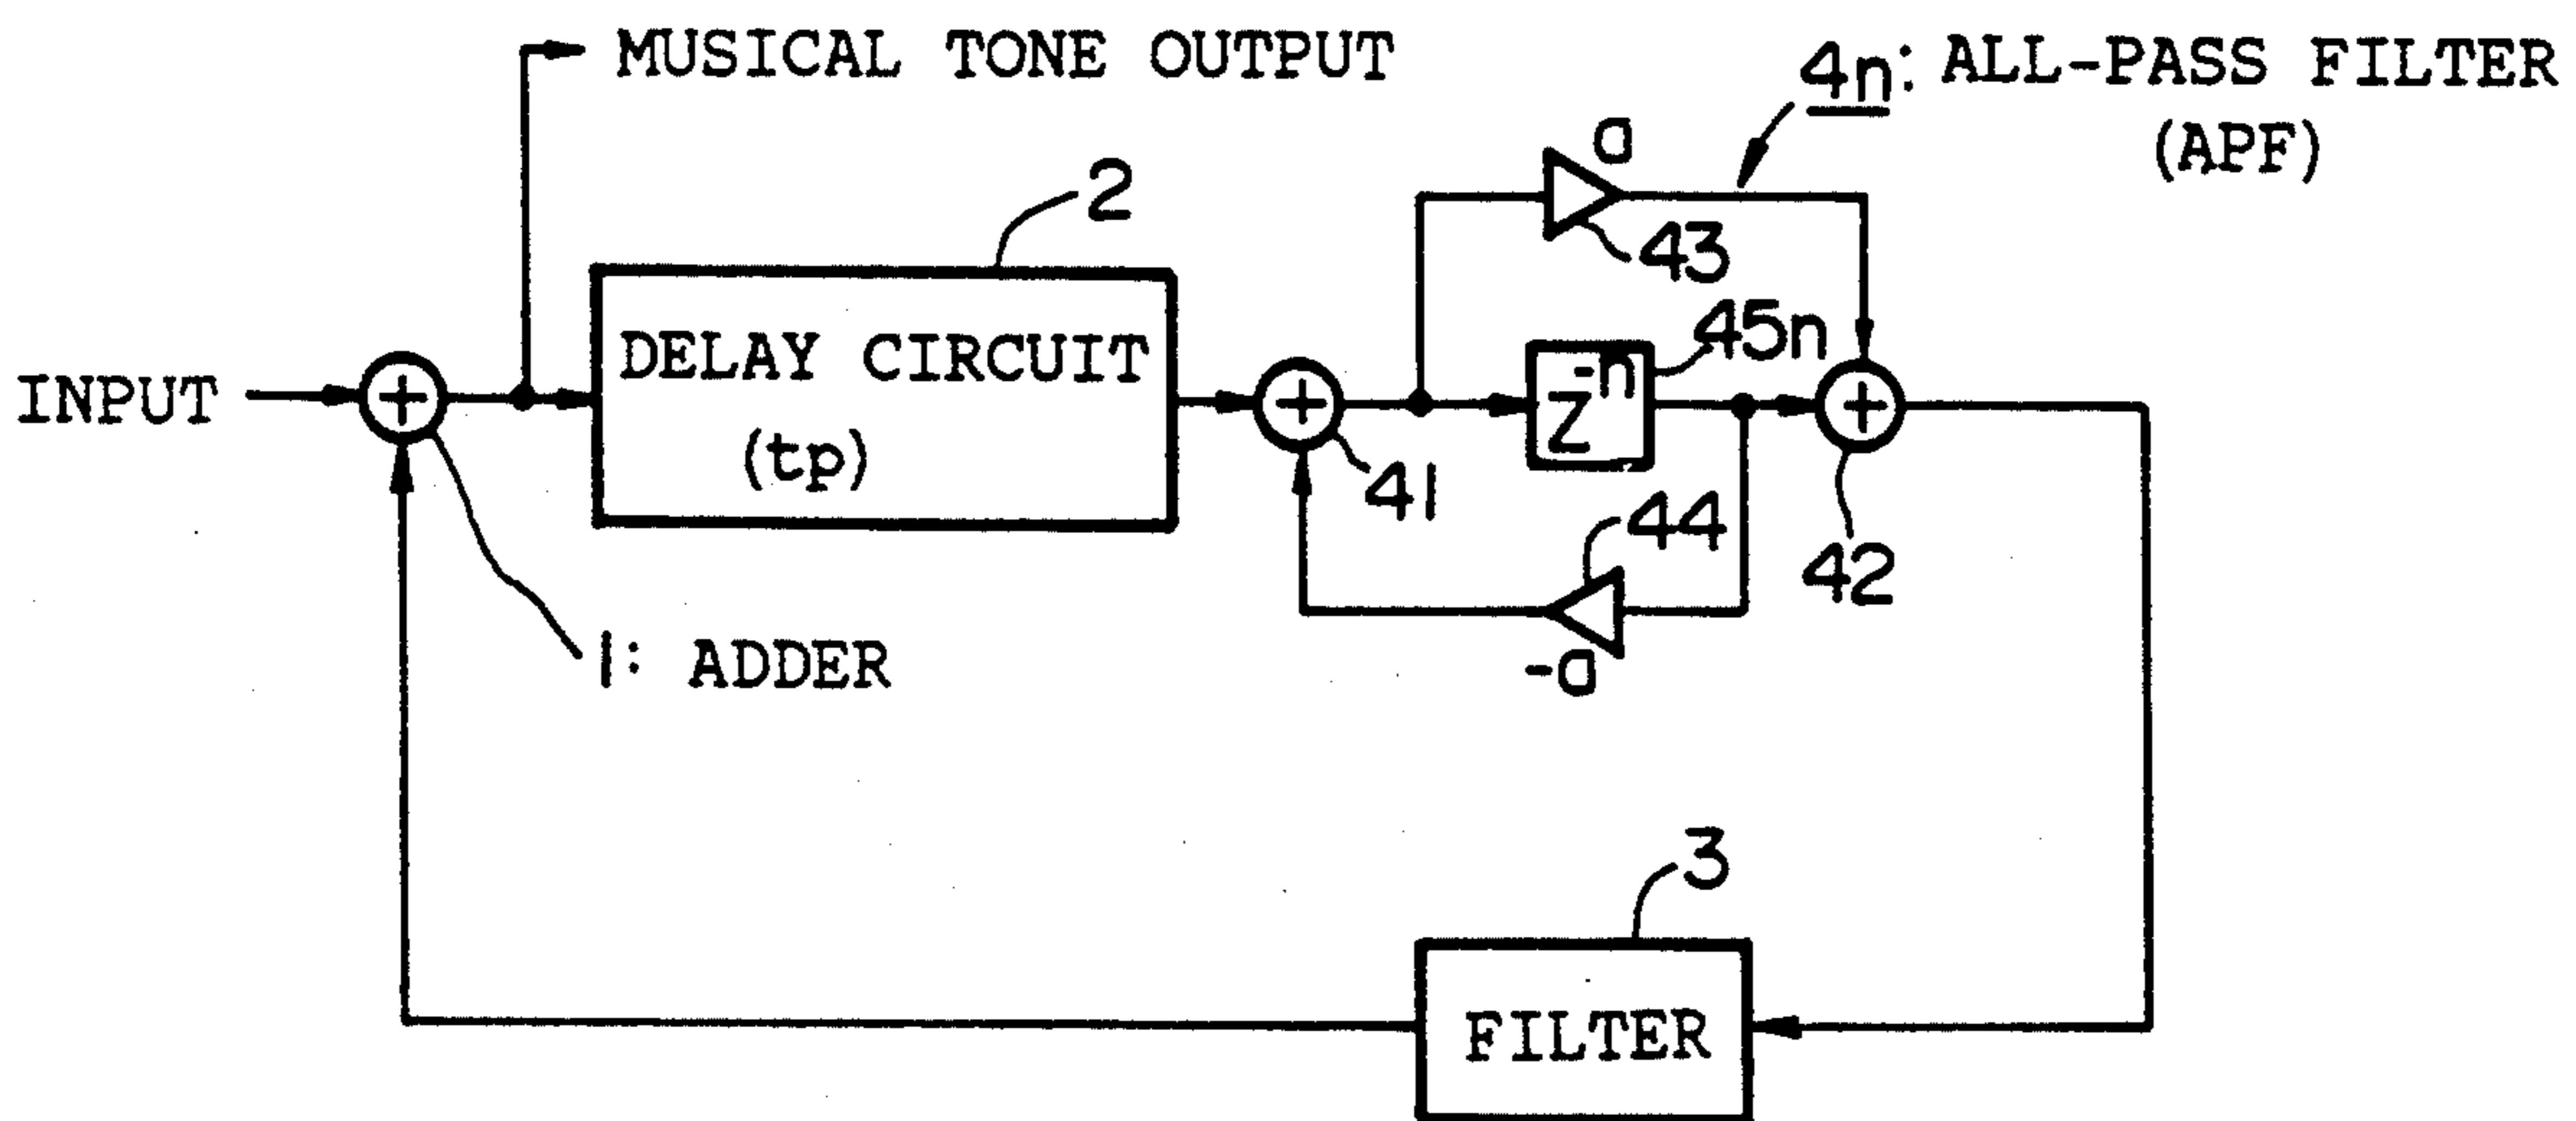 MUSICAL TONE OUTPUT
4n: ALL-PASS FILTER
(APF)
a
43
2
DELAY CIRCUIT
(tp)
INPUT
+
+
Z-n
45n
+
41
44
42
-a
1: ADDER
3
FILTER